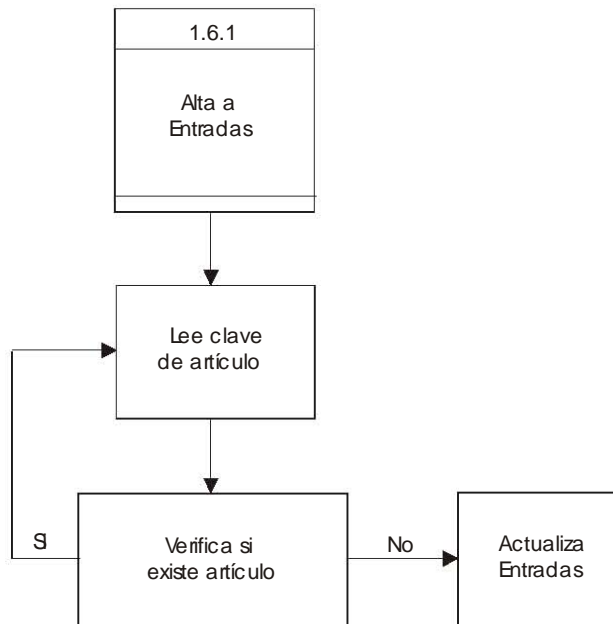 1.6.1
Alta a
Entradas
Lee clave
de artículo
Si
Verifica si
existe artículo
No
Actualiza
Entradas